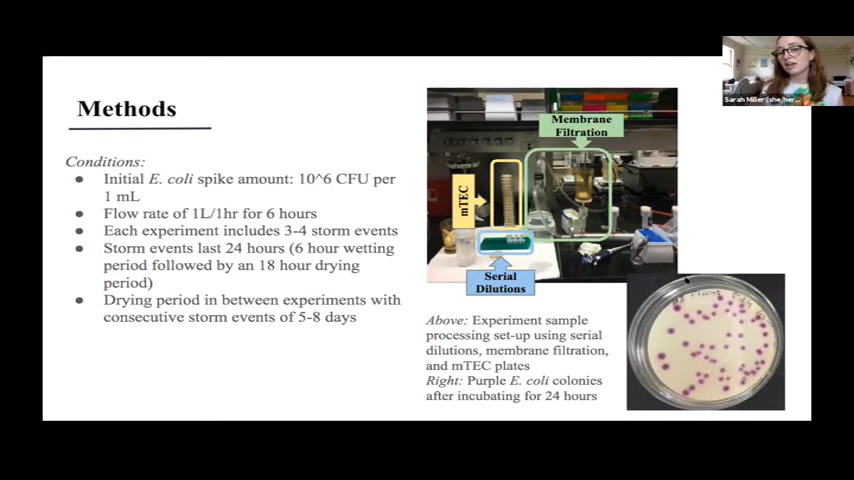 Methods
Sarah Miller (she/her...
Conditions:
● Initial E. coli spike amount: 10^6 CFU per
1 mL
● Flow rate of 1L/1hr for 6 hours
● Each experiment includes 3-4 storm events
● Storm events last 24 hours (6 hour wetting
period followed by an 18 hour drying
period)
● Drying period in between experiments with
consecutive storm events of 5-8 days
Membrane
Filtration
mTEC
Serial
Dilutions
Above: Experiment sample
processing set-up using serial
dilutions, membrane filtration,
and mTEC plates
Right: Purple E. coli colonies
after incubating for 24 hours